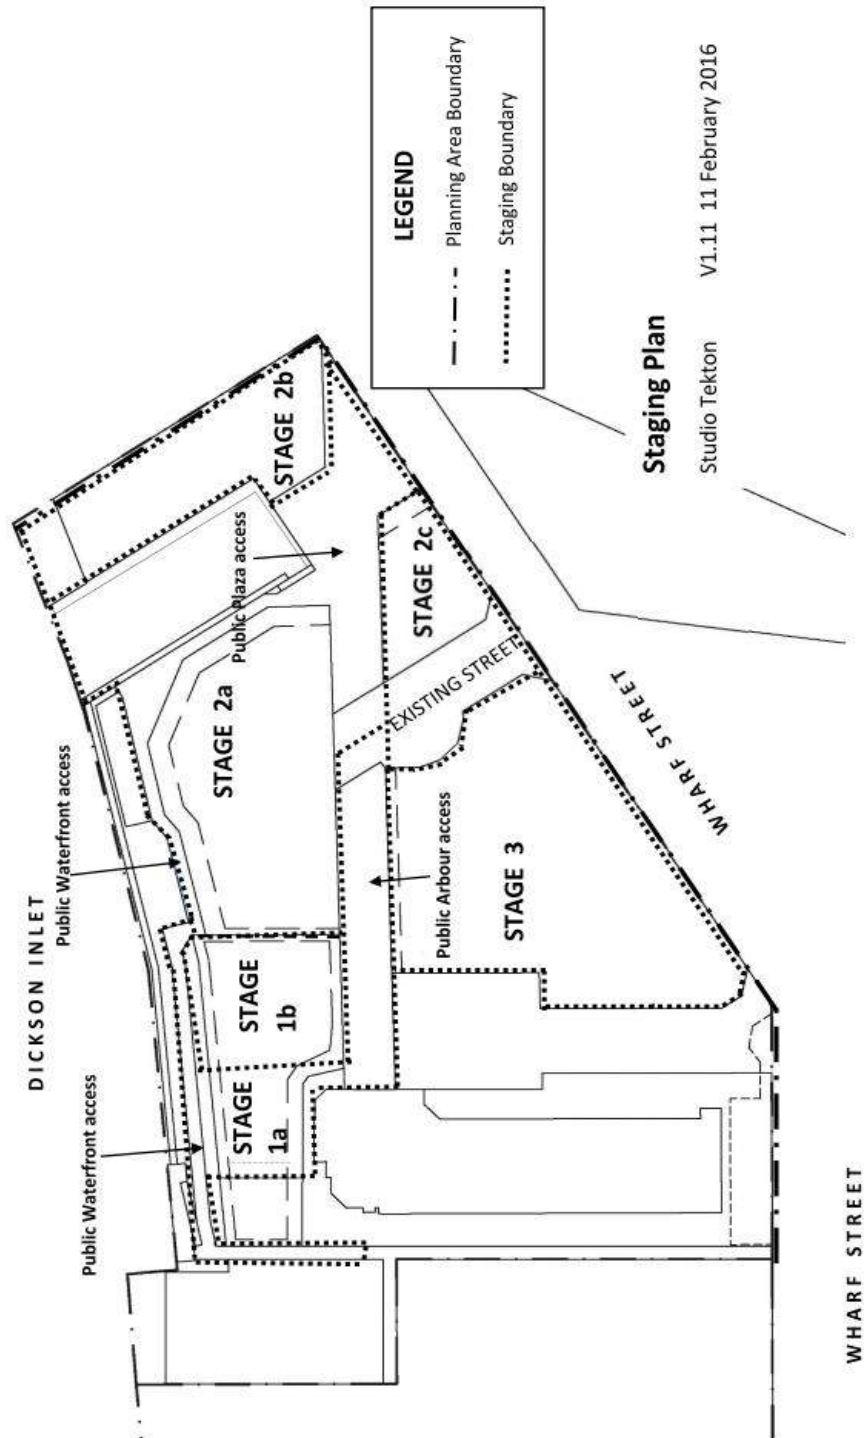 DICKSON INLET
Public Waterfront access
Public Waterfront access
STAGE
1a
STAGE
1b
STAGE 2a
Public Plaza access
STAGE 2b
STAGE 2c
EXISTING STREET
Public Arbour access
STAGE 3
WHARF STREET
WHARF STREET
LEGEND
Planning Area Boundary
Staging Boundary
Staging Plan
Studio Tekton
V1.11 11 February 2016